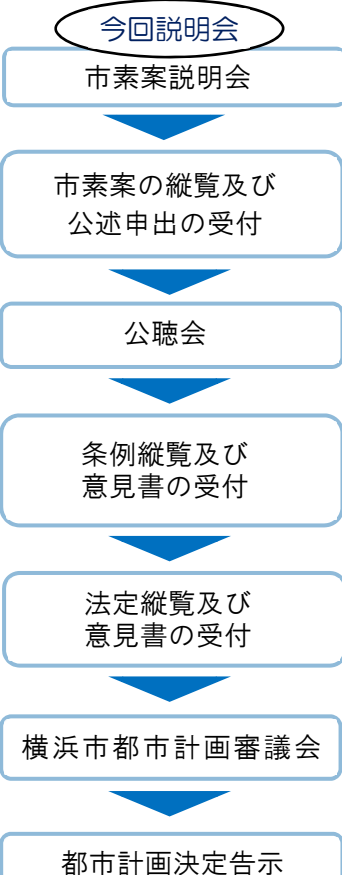 今回説明会
市素案説明会
市素案の縦覧及び
公述申出の受付
公聴会
条例縦覧及び
意見書の受付
法定縦覧及び
意見書の受付
横浜市都市計画審議会
都市計画決定告示